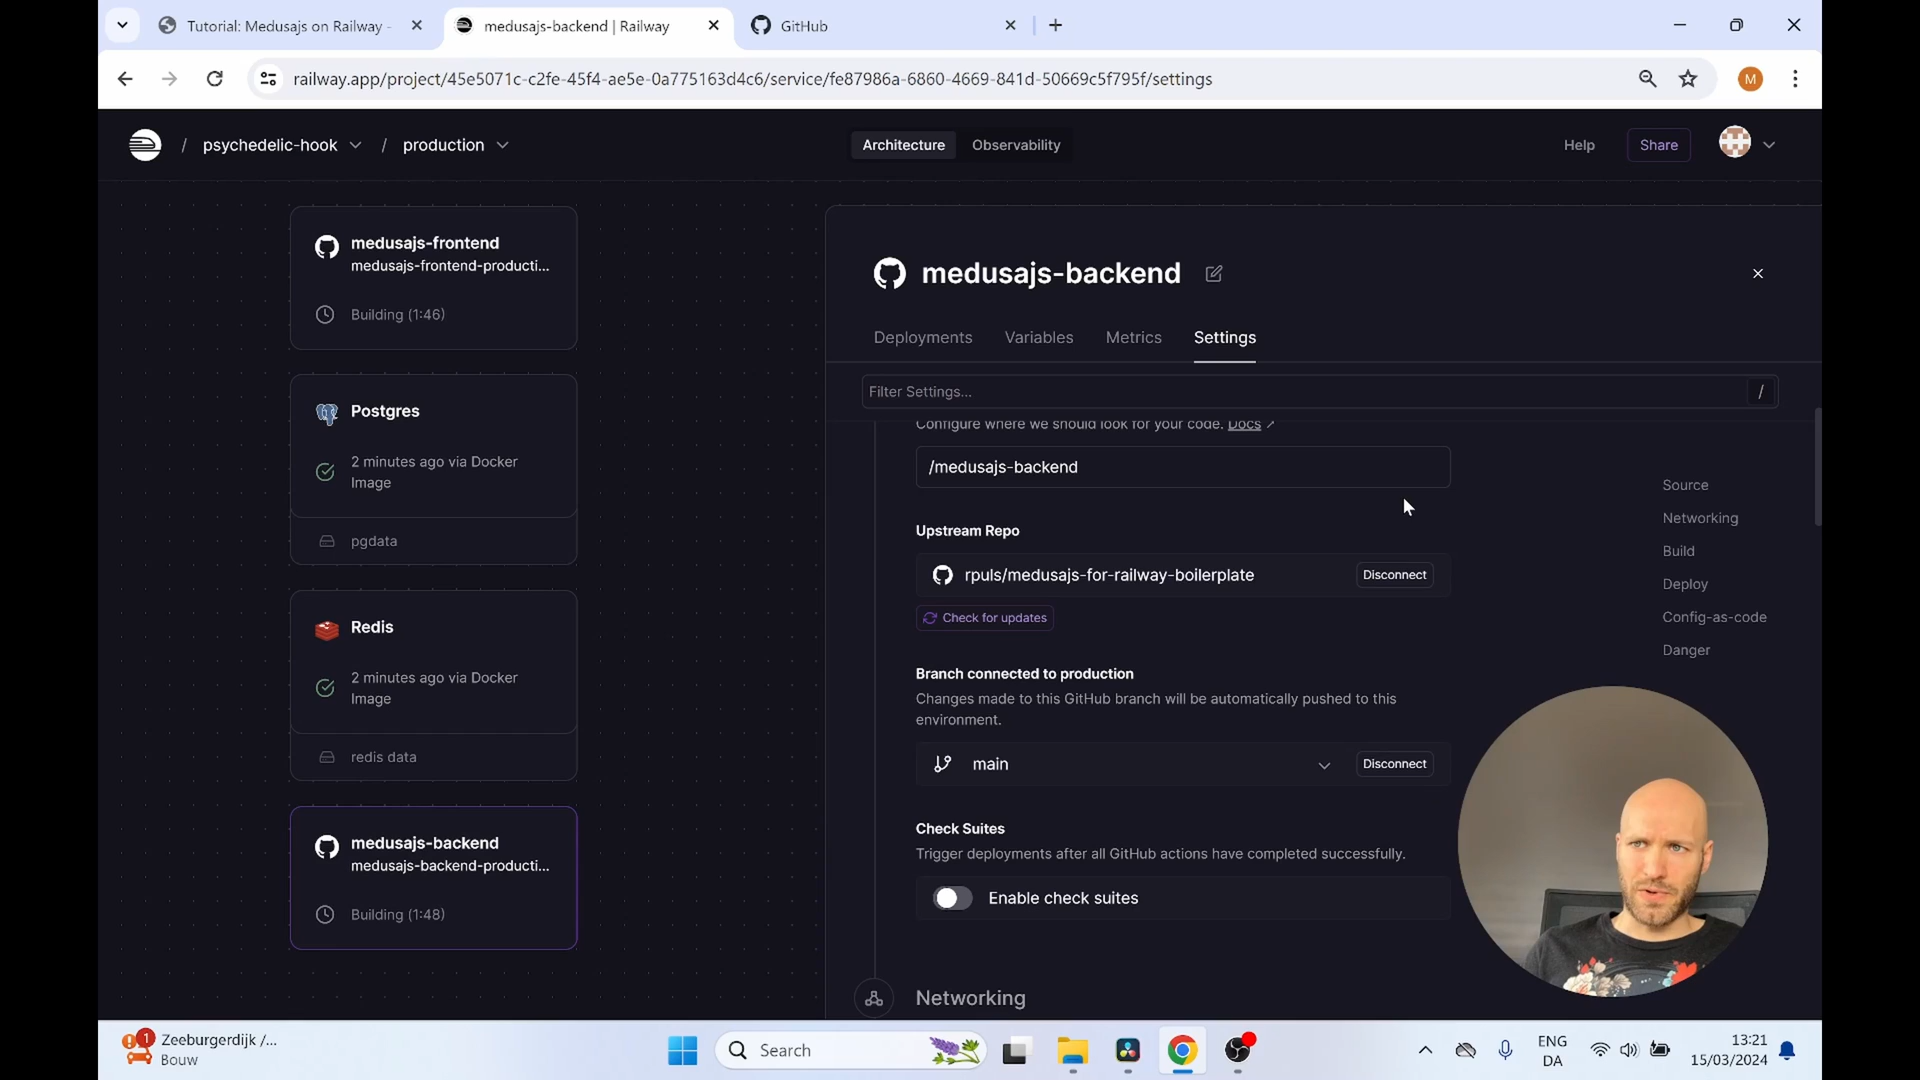 Tutorial: Medusajs on Railway -
medusajs-backend | Railway
GitHub
railway.app/project/45e5071c-c2fe-45f4-ae5e-0a775163d4c6/service/fe87986a-6860-4669-841d-50669c5f795f/settings
M
/ psychedelic-hook / production
Architecture
Observability
Help
Share
medusajs-frontend
medusajs-frontend-producti...
Building (1:46)
Postgres
2 minutes ago via Docker
Image
pgdata
Redis
2 minutes ago via Docker
Image
redis data
medusajs-backend
medusajs-backend-producti...
Building (1:48)
medusajs-backend
Deployments
Variables
Metrics
Settings
Filter Settings...
/
Configure where we should look for your code. Docs
/medusajs-backend
Upstream Repo
rpuls/medusajs-for-railway-boilerplate
Disconnect
Check for updates
Branch connected to production
Changes made to this GitHub branch will be automatically pushed to this
environment.
main
Disconnect
Check Suites
Trigger deployments after all GitHub actions have completed successfully.
Enable check suites
Networking
Source
Networking
Build
Deploy
Config-as-code
Danger
1
Zeeburgerdijk /...
Bouw
Search
ENG
DA
13:21
15/03/2024